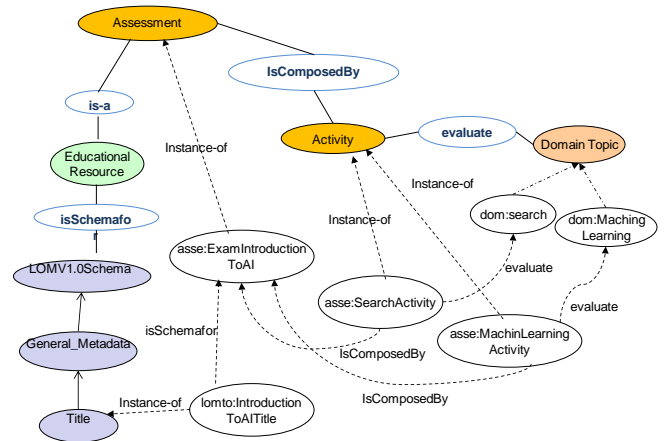 Assessment
IsComposedBy
is-a
Activity
evaluate
Domain Topic
Educational
Resource
Instance-of
Instance-of
isSchemafo
r
Instance-of
dom:search
dom:Maching
Learning
asse:ExamIntroduction
ToAI
LOMV1.0Schema
evaluate
asse:SearchActivity
evaluate
isSchemafor
asse:MachinLearning
Activity
General_Metadata
IsComposedBy
IsComposedBy
Instance-of
lomto:Introduction
ToAITitle
Title